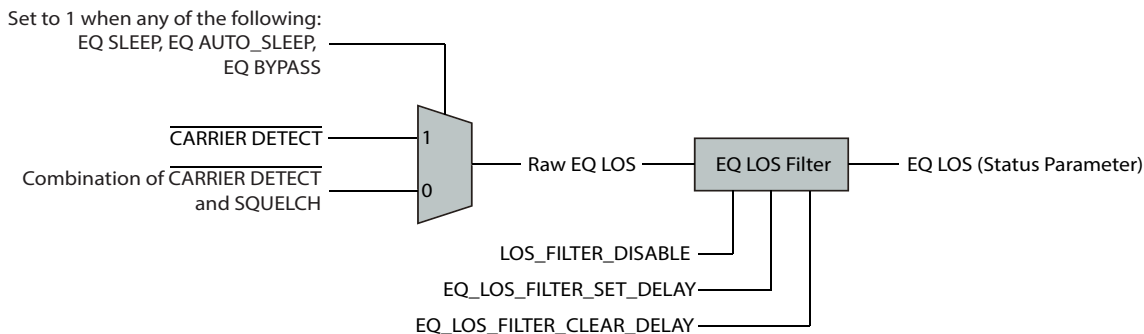 Set to 1 when any of the following:
EQ SLEEP, EQ AUTO_SLEEP,
EQ BYPASS
CARRIER DETECT
1
Combination of CARRIER DETECT
and SQUELCH
0
Raw EQ LOS
EQ LOS Filter
EQ LOS (Status Parameter)
LOS_FILTER_DISABLE
EQ_LOS_FILTER_SET_DELAY
EQ_LOS_FILTER_CLEAR_DELAY